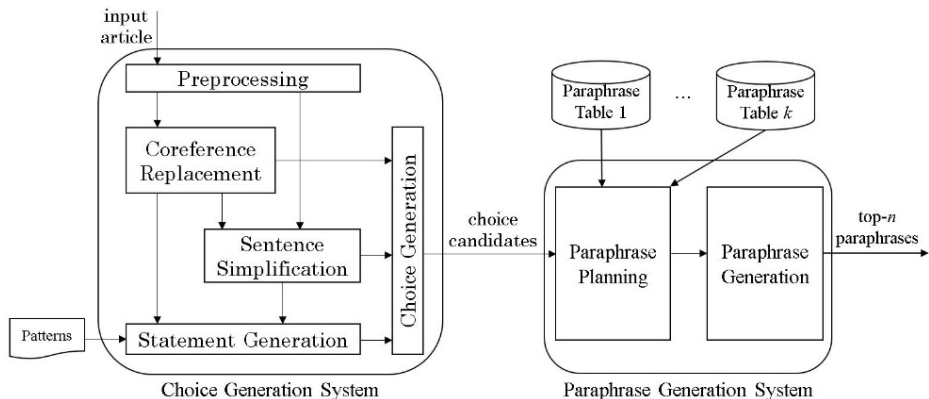 input
article
Preprocessing
Coreference
Replacement
Sentence
Simplification
Statement Generation
Patterns
Choice Generation
Choice Generation System
choice
candidates
Paraphrase
Table 1
...
Paraphrase
Table k
Paraphrase
Planning
Paraphrase
Generation
top-n
paraphrases
Paraphrase Generation System